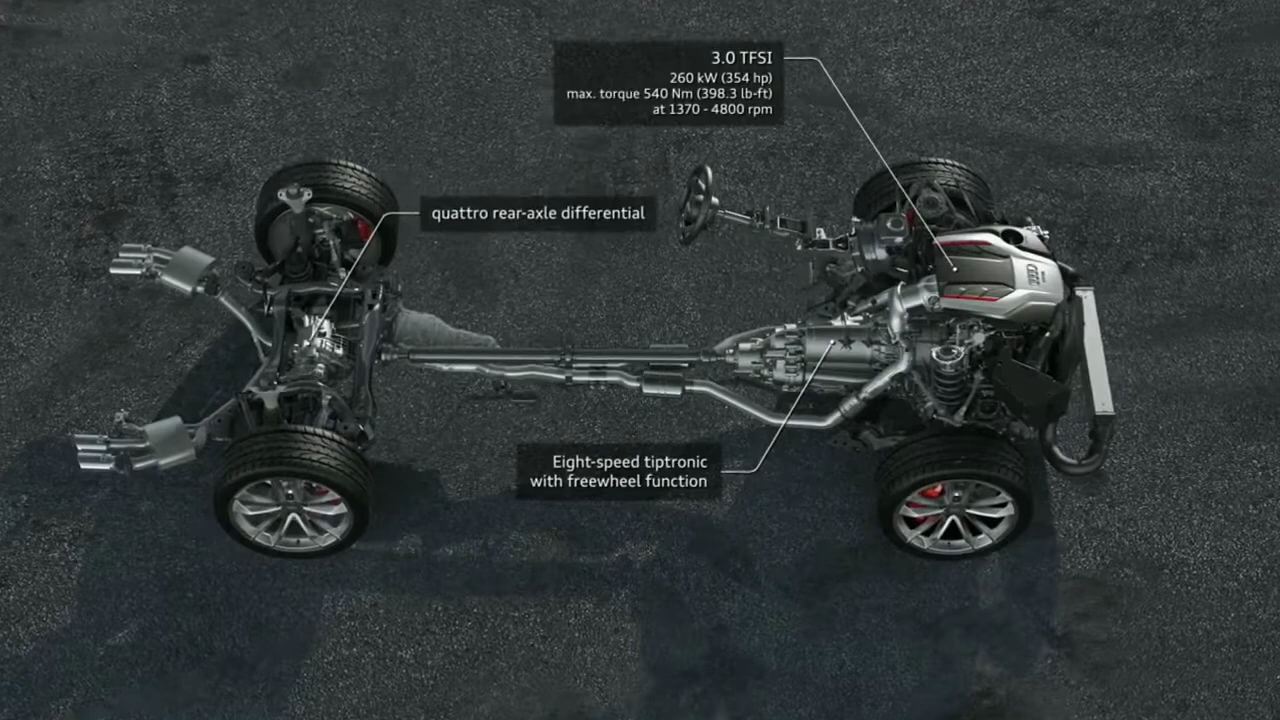 3.0 TFSI
260 kW (354 hp)
max. torque 540 Nm (398.3 lb-ft)
at 1370 - 4800 rpm
quattro rear-axle differential
Eight-speed tiptronic
with freewheel function